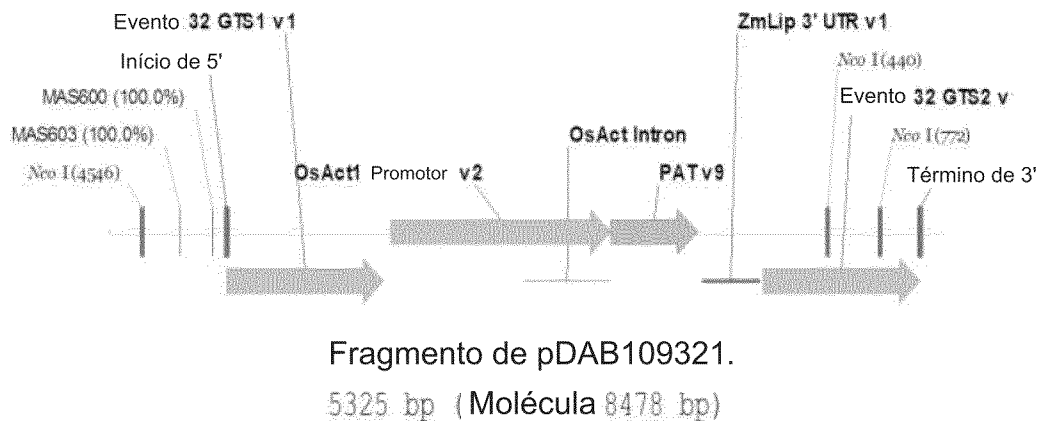 Evento 32 GTS1 v1
ZmLip 3' UTR v1
Início de 5'
Nco I(440)
MAS600 (100.0%)
Evento 32 GTS2 v
MAS603 (100.0%)
OsAct Intron
Nco I(772)
Nco I(4546)
OsAct1 Promotor v2
PAT v9
Término de 3'
Fragmento de pDAB109321.
5325 bp (Molécula 8478 bp)